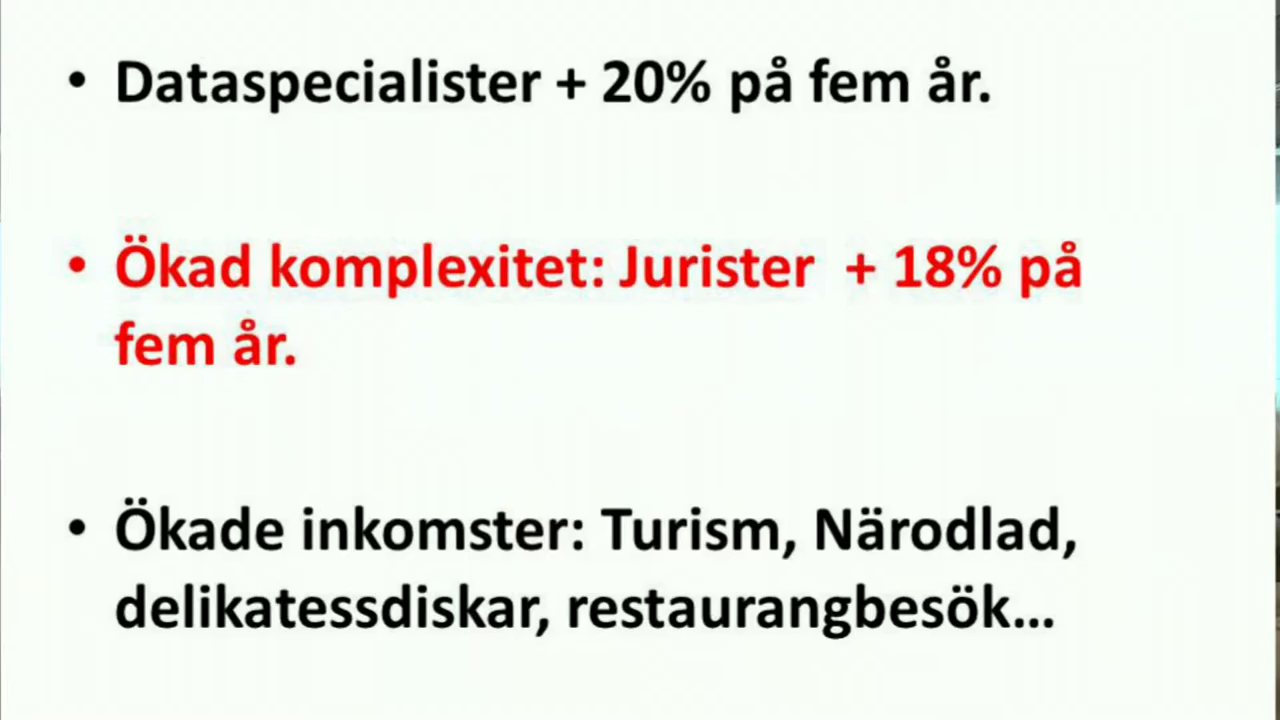 • Dataspecialister + 20% på fem år.
• Ökad komplexitet: Jurister + 18% på
fem år.
• Ökade inkomster: Turism, Närodlad,
delikatessdiskar, restaurangbesök...